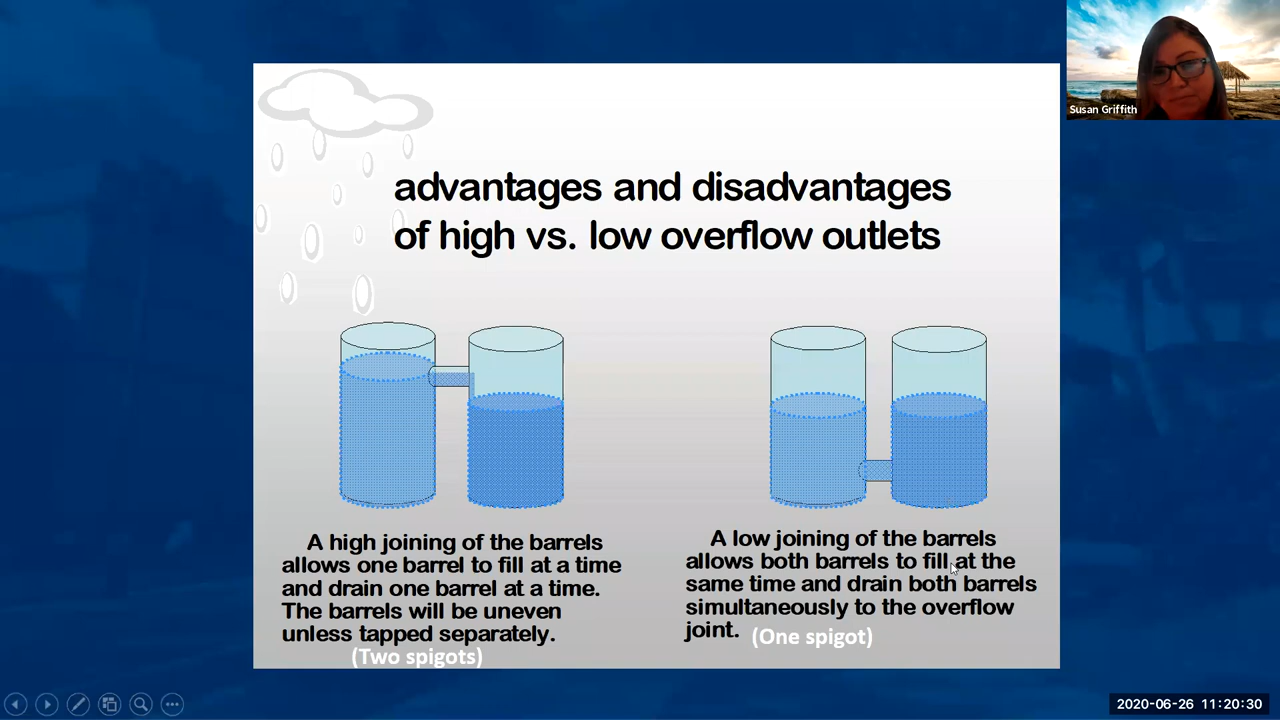 Susan Griffith
advantages and disadvantages
of high vs. low overflow outlets
A high joining of the barrels
allows one barrel to fill at a time
and drain one barrel at a time.
The barrels will be uneven
unless tapped separately.
(Two spigots)
A low joining of the barrels
allows both barrels to fill at the
same time and drain both barrels
simultaneously to the overflow
joint. (One spigot)
2020-06-26 11:20:30